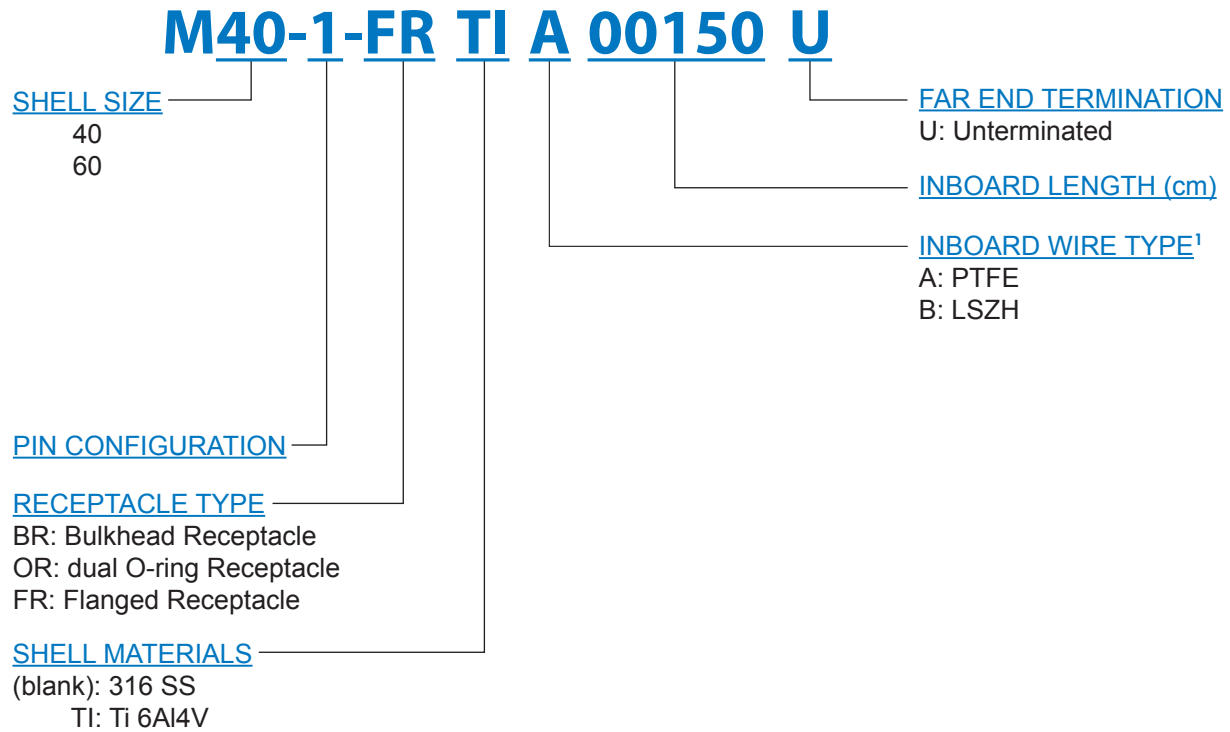 M40-1-FR TI A 00150 U
SHELL SIZE
40
60
PIN CONFIGURATION
RECEPTACLE TYPE
BR: Bulkhead Receptacle
OR: dual O-ring Receptacle
FR: Flanged Receptacle
SHELL MATERIALS
(blank): 316 SS
TI: Ti 6Al4V
FAR END TERMINATION
U: Unterminated
INBOARD LENGTH (cm)
INBOARD WIRE TYPE¹
A: PTFE
B: LSZH